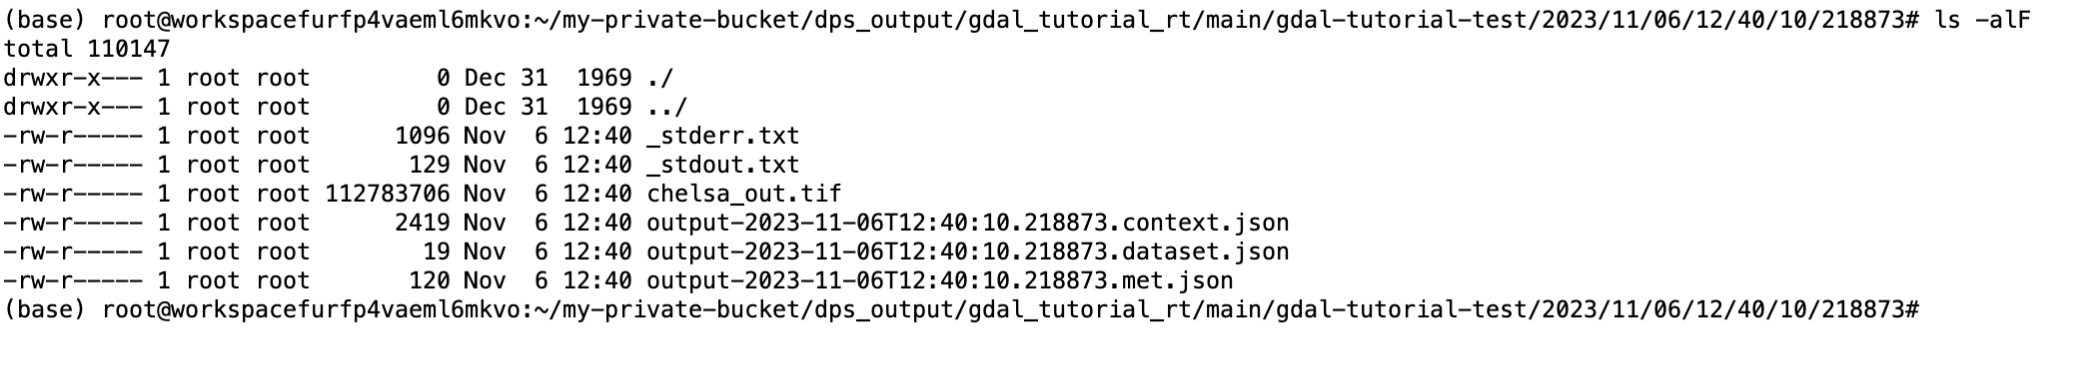 (base) root@workspacefurfp4vaeml6mkvo:~/my-private-bucket/dps_output/gdal_tutorial_rt/main/gdal-tutorial-test/2023/11/06/12/40/10/218873# ls -alF
total 110147
drwxr-x--- 1 root root         0 Dec 31  1969 ./
drwxr-x--- 1 root root         0 Dec 31  1969 ../
-rw-r----- 1 root root      1096 Nov  6 12:40 _stderr.txt
-rw-r----- 1 root root       129 Nov  6 12:40 _stdout.txt
-rw-r----- 1 root root 112783706 Nov  6 12:40 chelsa_out.tif
-rw-r----- 1 root root      2419 Nov  6 12:40 output-2023-11-06T12:40:10.218873.context.json
-rw-r----- 1 root root        19 Nov  6 12:40 output-2023-11-06T12:40:10.218873.dataset.json
-rw-r----- 1 root root       120 Nov  6 12:40 output-2023-11-06T12:40:10.218873.met.json
(base) root@workspacefurfp4vaeml6mkvo:~/my-private-bucket/dps_output/gdal_tutorial_rt/main/gdal-tutorial-test/2023/11/06/12/40/10/218873#